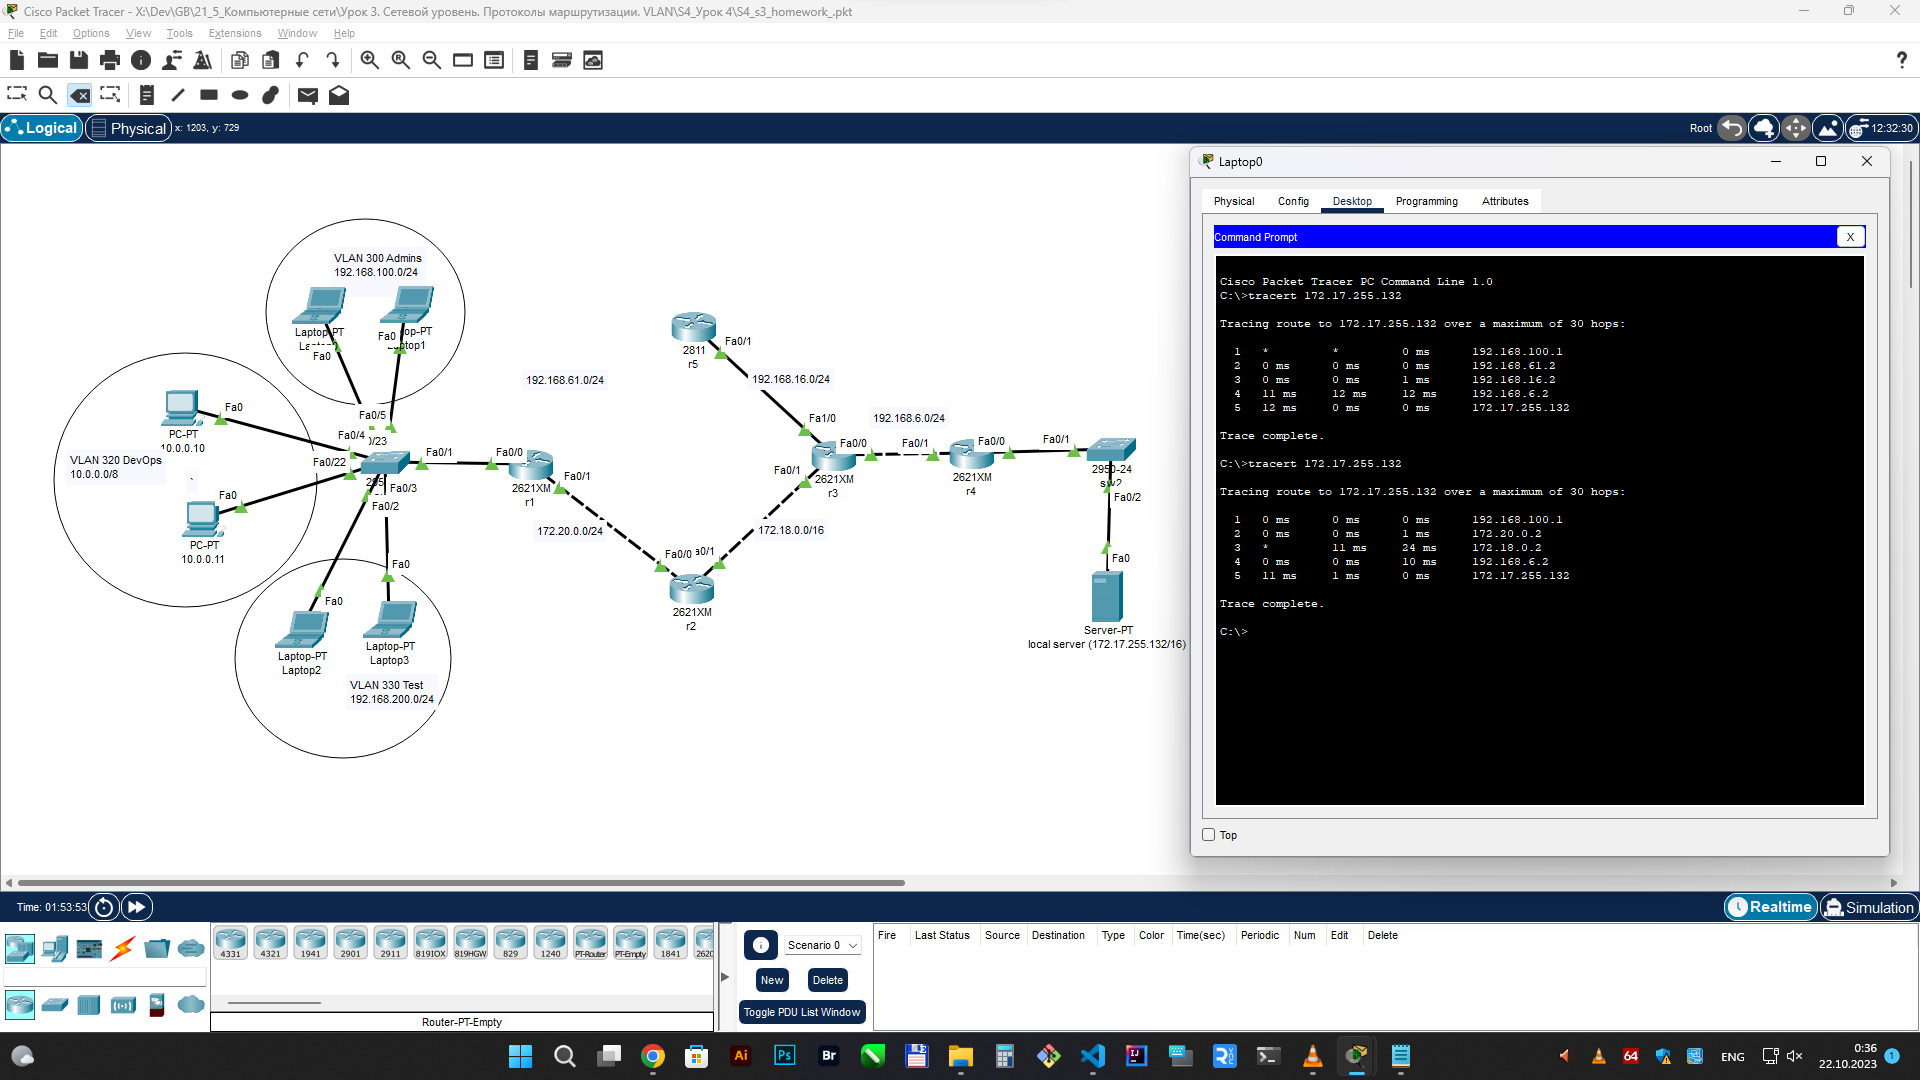 Cisco Packet Tracer - X:\Dev\GB\21_5_Компьютерные сети\Урок 3. Сетевой уровень. Протоколы маршрутизации. VLAN\S4_Урок 4\S4_s3_homework_.pkt
File Edit Options View Tools Extensions Window Help
Logical Physical x: 1203, y: 729 Root 12:32:30
VLAN 300 Admins
192.168.100.0/24
Laptop-PT
Fa0
Fa0
op-PT
top1
PC-PT
10.0.0.10
Fa0
VLAN 320 DevOps
10.0.0.0/8
Fa0
PC-PT
10.0.0.11
Fa0/5
Fa0/4
0/23
Fa0/22
Fa0/1
Fa0/3
Fa0/2
Fa0
Fa0
Laptop-PT
Laptop2
Laptop-PT
Laptop3
VLAN 330 Test
192.168.200.0/24
192.168.61.0/24
Fa0/0
2621XM
r1
Fa0/1
172.20.0.0/24
Fa0/0
a0/1
2621XM
r2
172.18.0.0/16
2811
r5
Fa0/1
192.168.16.0/24
Fa1/0
Fa0/0
Fa0/1
2621XM
r3
192.168.6.0/24
Fa0/1
Fa0/0
2621XM
r4
Fa0/1
2950-24
sw2
Fa0/2
Fa0
Server-PT
local server (172.17.255.132/16)
Laptop0
Physical Config Desktop Programming Attributes
Command Prompt X
Cisco Packet Tracer PC Command Line 1.0
C:\>tracert 172.17.255.132
Tracing route to 172.17.255.132 over a maximum of 30 hops:
1 * * 0 ms 192.168.100.1
2 0 ms 0 ms 0 ms 192.168.61.2
3 0 ms 0 ms 1 ms 192.168.16.2
4 11 ms 12 ms 12 ms 192.168.6.2
5 12 ms 0 ms 0 ms 172.17.255.132
Trace complete.
C:\>tracert 172.17.255.132
Tracing route to 172.17.255.132 over a maximum of 30 hops:
1 0 ms 0 ms 0 ms 192.168.100.1
2 0 ms 0 ms 1 ms 172.20.0.2
3 * 11 ms 24 ms 172.18.0.2
4 0 ms 0 ms 10 ms 192.168.6.2
5 11 ms 1 ms 0 ms 172.17.255.132
Trace complete.
C:\>
Top
Time: 01:53:53
Realtime Simulation
4331 4321 1941 2901 2911 819IOX 819HGW 829 1240 PT-Router PT-Empty 1841 2620
Router-PT-Empty
Scenario 0
New Delete
Toggle PDU List Window
Fire Last Status Source Destination Type Color Time(sec) Periodic Num Edit Delete
Ai Ps Br IJ 64 ENG
0:36
22.10.2023
1